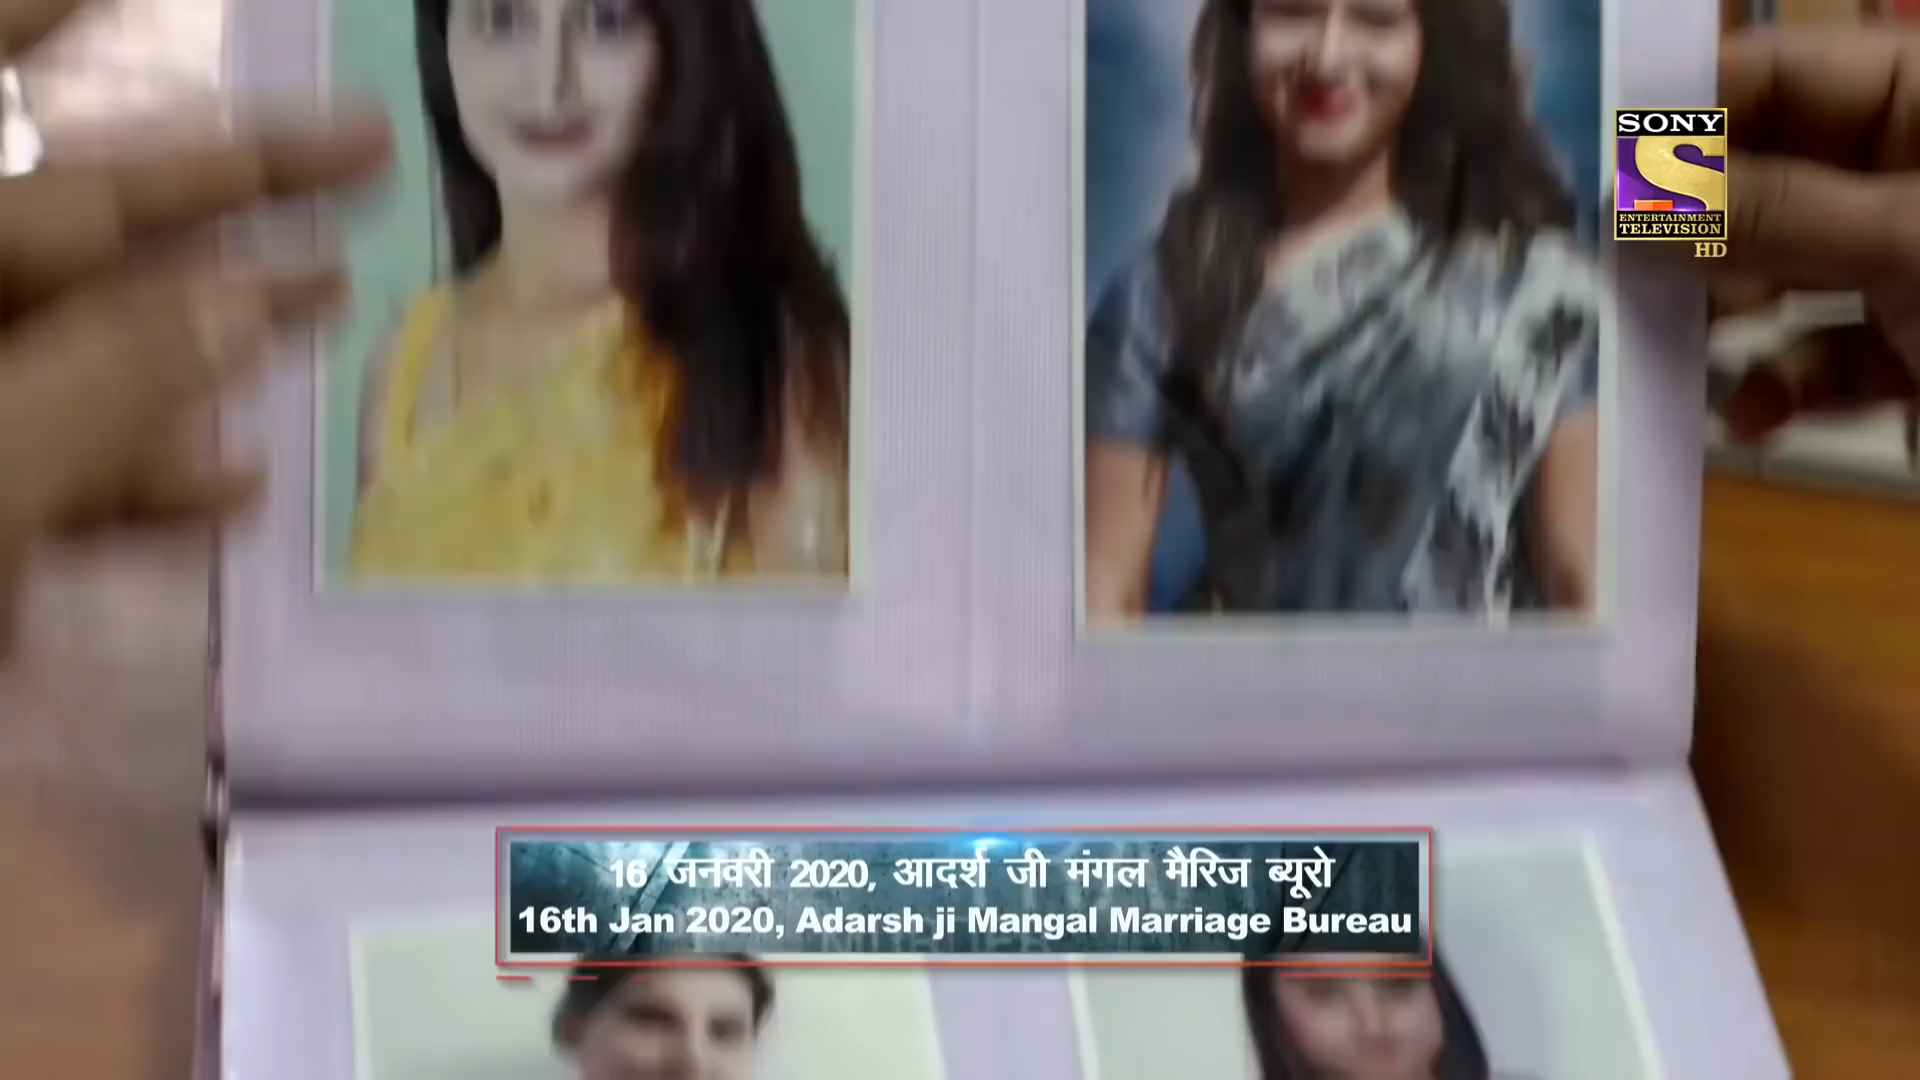 SONY
ENTERTAINMENT
TELEVISION
HD
16 जनवरी 2020, आदर्श जी मंगल मैरिज ब्यूरो
16th Jan 2020, Adarsh ji Mangal Marriage Bureau